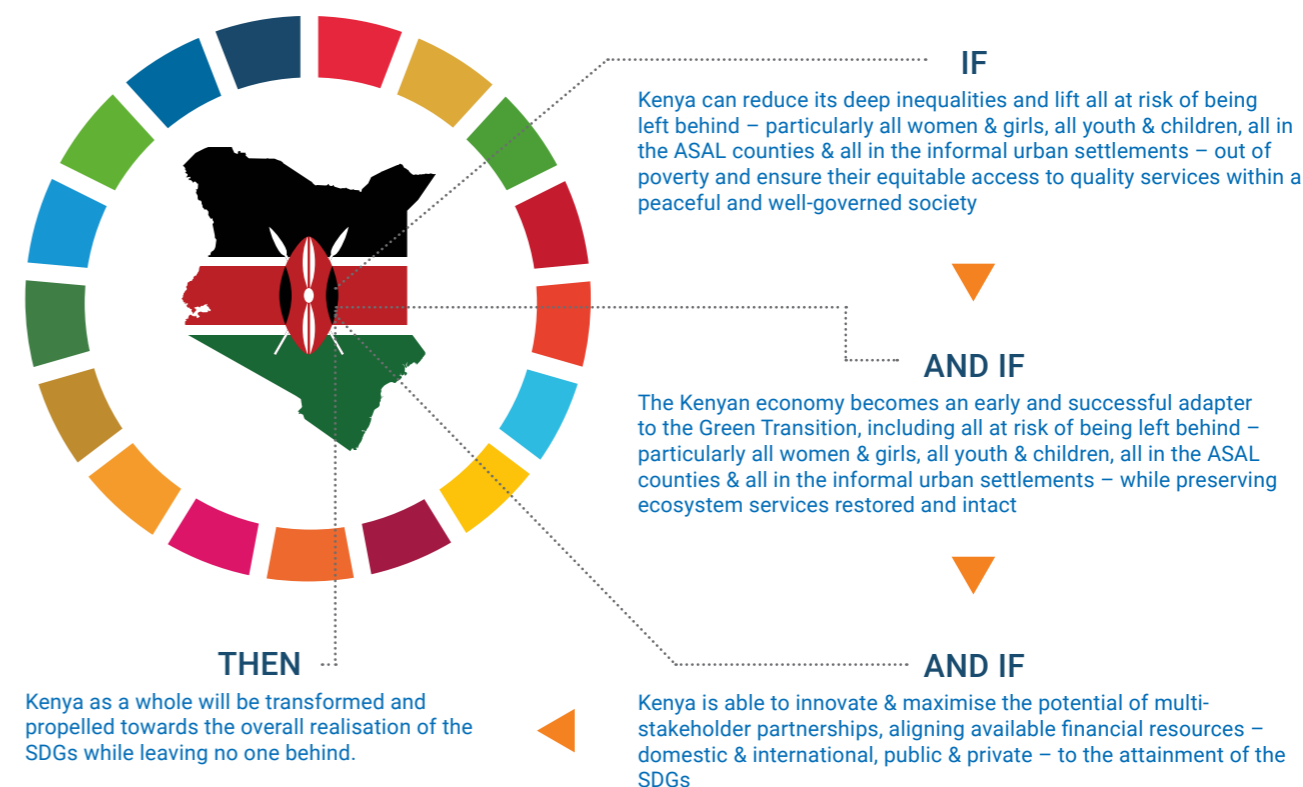 IF
Kenya can reduce its deep inequalities and lift all at risk of being
left behind – particularly all women & girls, all youth & children, all in
the ASAL counties & all in the informal urban settlements – out of
poverty and ensure their equitable access to quality services within a
peaceful and well-governed society
AND IF
The Kenyan economy becomes an early and successful adapter
to the Green Transition, including all at risk of being left behind –
particularly all women & girls, all youth & children, all in the ASAL
counties & all in the informal urban settlements – while preserving
ecosystem services restored and intact
AND IF
Kenya is able to innovate & maximise the potential of multi-
stakeholder partnerships, aligning available financial resources –
domestic & international, public & private – to the attainment of the
SDGs
THEN
Kenya as a whole will be transformed and
propelled towards the overall realisation of the
SDGs while leaving no one behind.